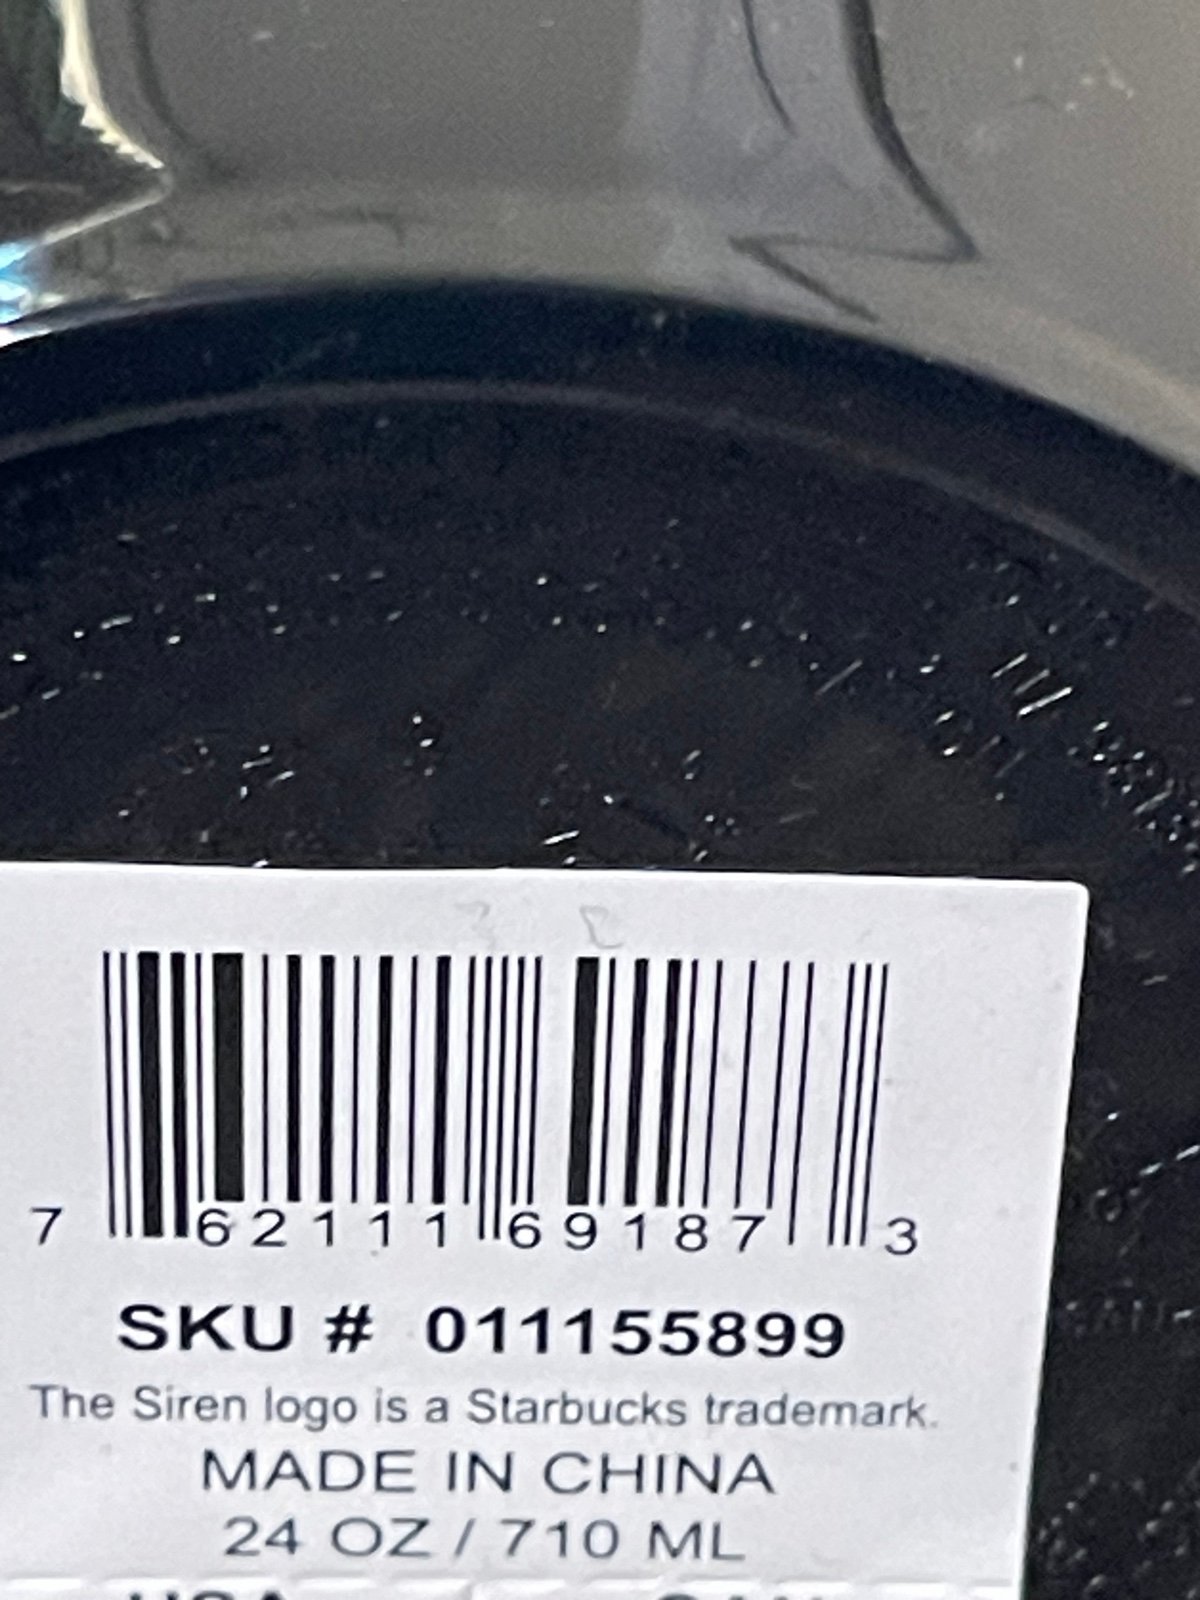 7 62111 69187 3
SKU # 011155899
The Siren logo is a Starbucks trademark.
MADE IN CHINA
24 OZ / 710 ML